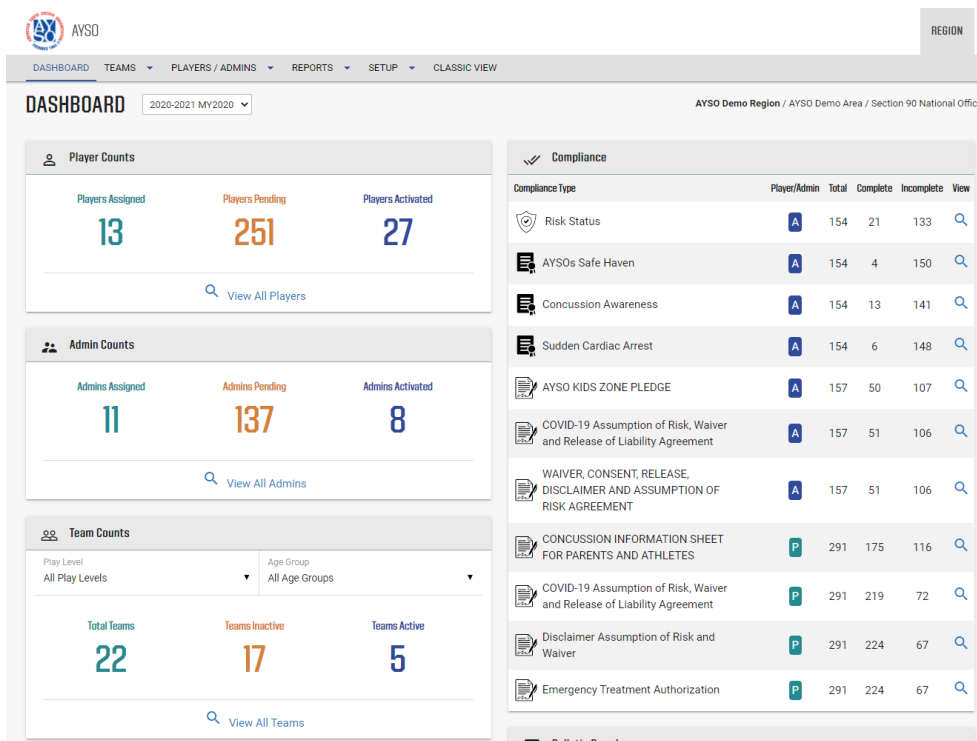 AYSO
REGION
DASHBOARD TEAMS PLAYERS / ADMINS REPORTS SETUP CLASSIC VIEW
DASHBOARD 2020-2021 MY2020 AYSO Demo Region / AYSO Demo Area / Section 90 National Offic
Player Counts
Players Assigned Players Pending Players Activated
13 251 27
View All Players
Admin Counts
Admins Assigned Admins Pending Admins Activated
11 137 8
View All Admins
Team Counts
Play Level Age Group
All Play Levels All Age Groups
Total Teams Teams Inactive Teams Active
22 17 5
View All Teams
Compliance
Compliance Type Player/Admin Total Complete Incomplete View
Risk Status A 154 21 133
AYSOs Safe Haven A 154 4 150
Concussion Awareness A 154 13 141
Sudden Cardiac Arrest A 154 6 148
AYSO KIDS ZONE PLEDGE A 157 50 107
COVID-19 Assumption of Risk, Waiver
and Release of Liability Agreement A 157 51 106
WAIVER, CONSENT, RELEASE,
DISCLAIMER AND ASSUMPTION OF A 157 51 106
RISK AGREEMENT
CONCUSSION INFORMATION SHEET
FOR PARENTS AND ATHLETES P 291 175 116
COVID-19 Assumption of Risk, Waiver
and Release of Liability Agreement P 291 219 72
Disclaimer Assumption of Risk and
Waiver P 291 224 67
Emergency Treatment Authorization P 291 224 67